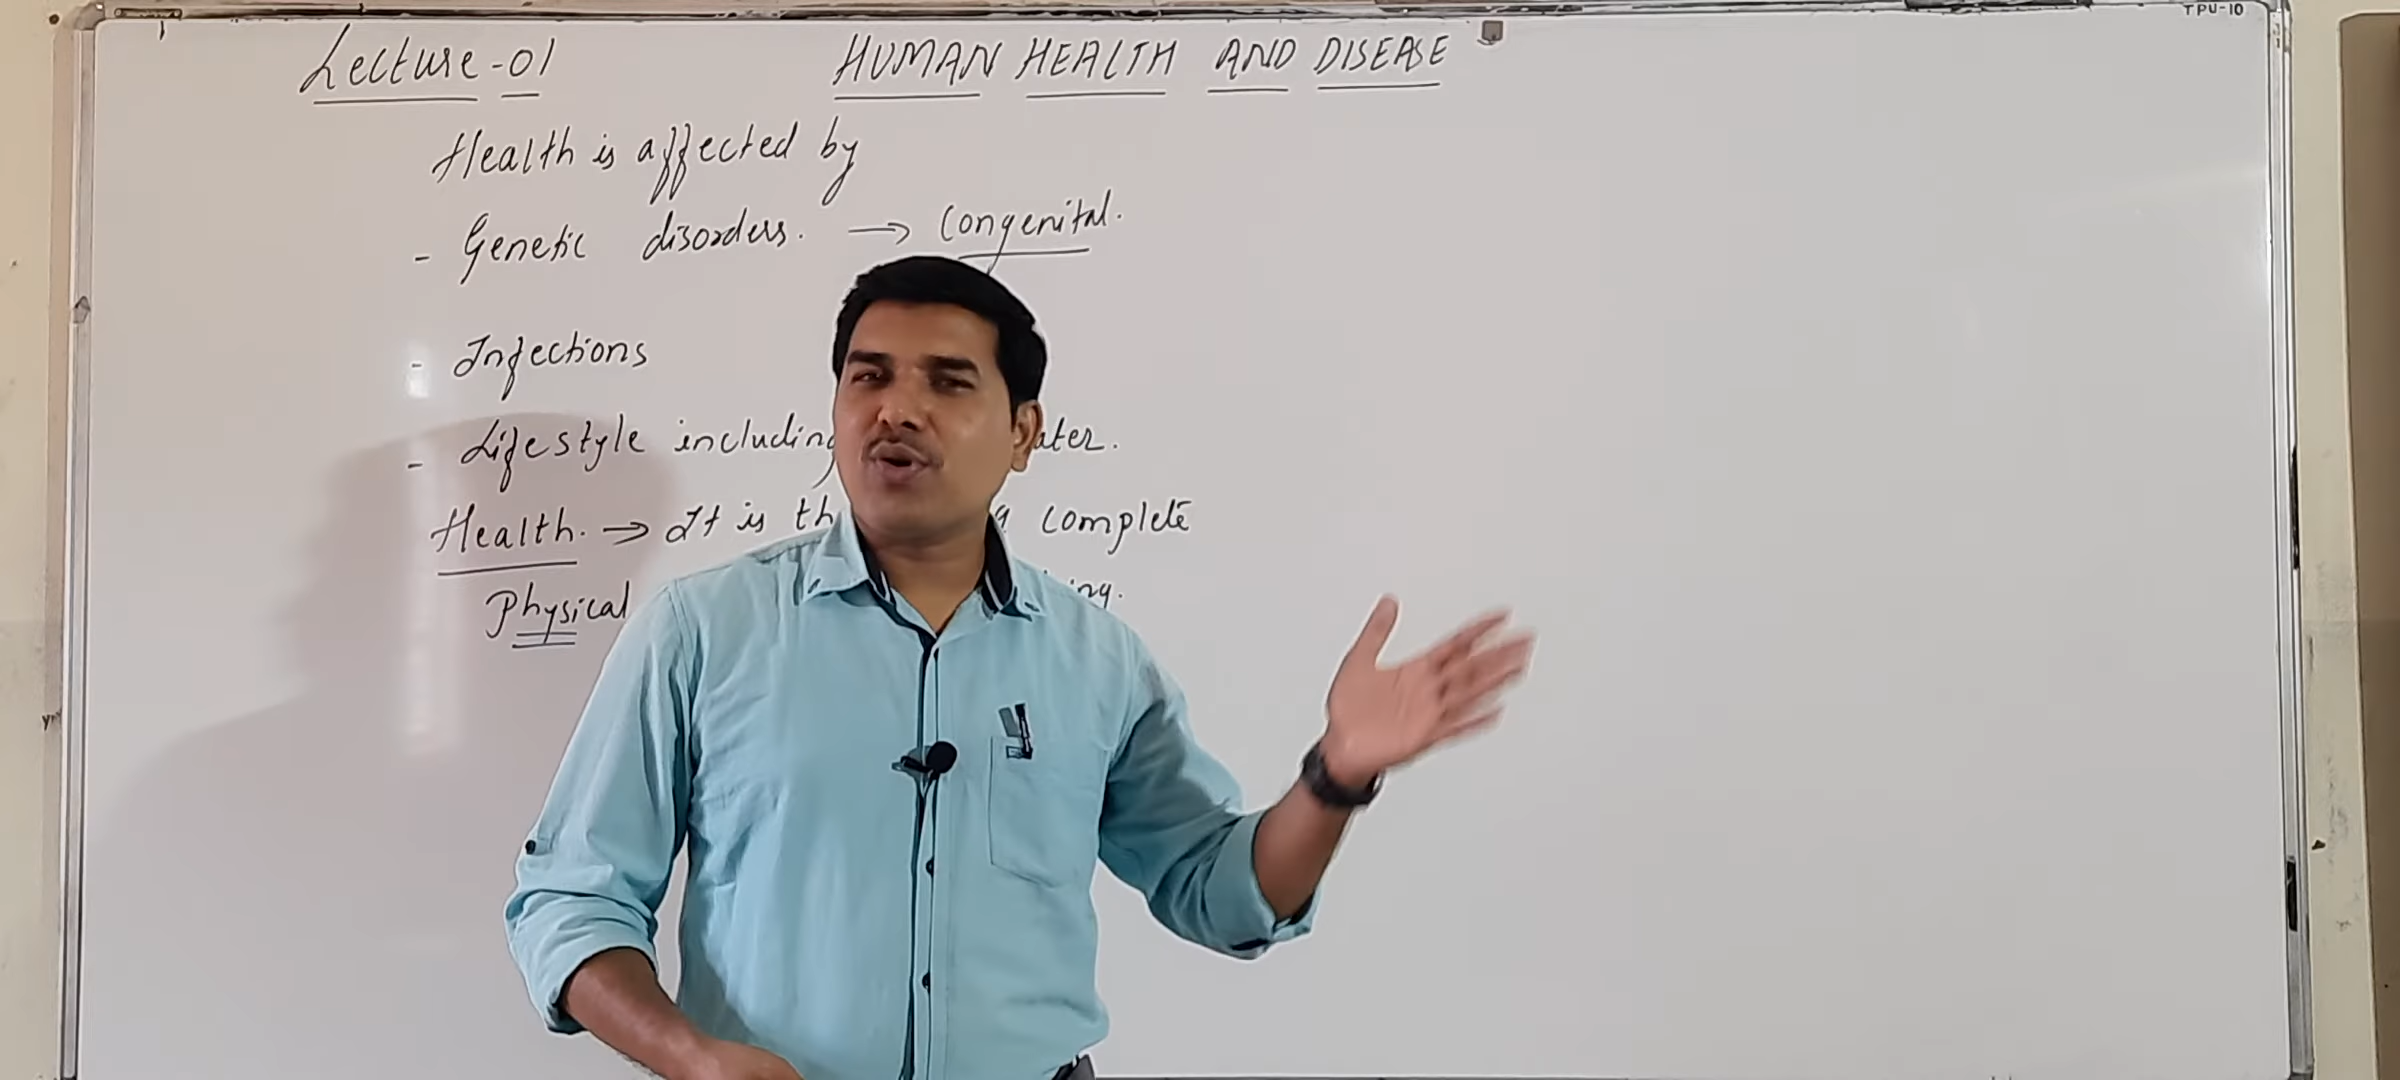 Lecture-01 HUMAN HEALTH AND DISEASE
Health is affected by
- Genetic disorders. → Congenital.
- Infections
- Lifestyle including
Health. → It is complete
Physical
TPU-10